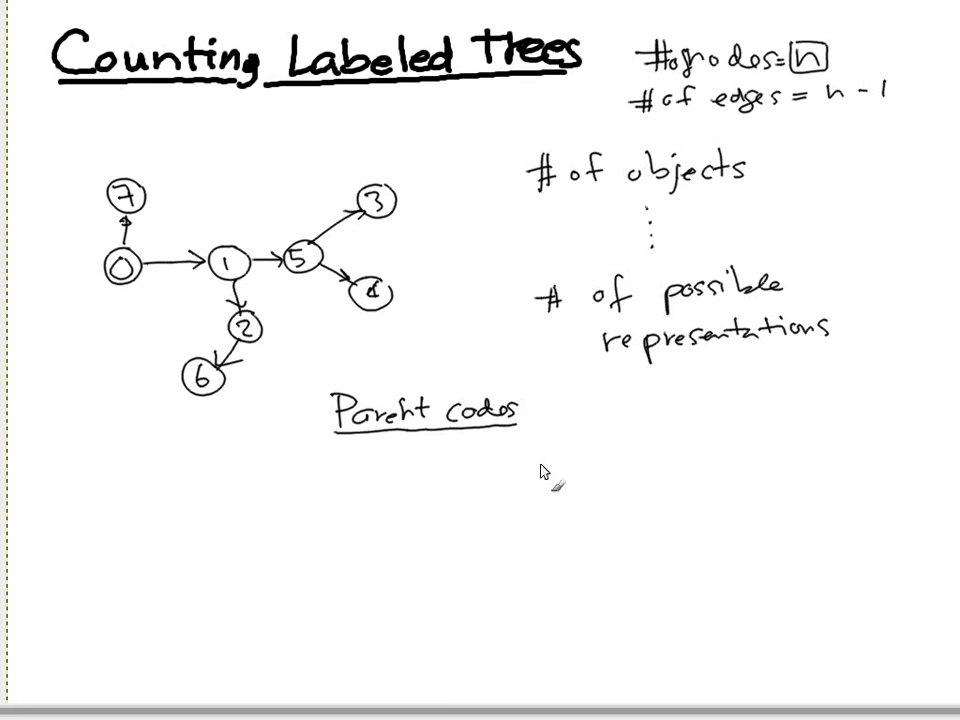 Counting Labeled Trees
# of nodes = n
# of edges = n - 1
# of objects
7
3
0
1
5
4
# of possible
representations
2
6
Parent codes